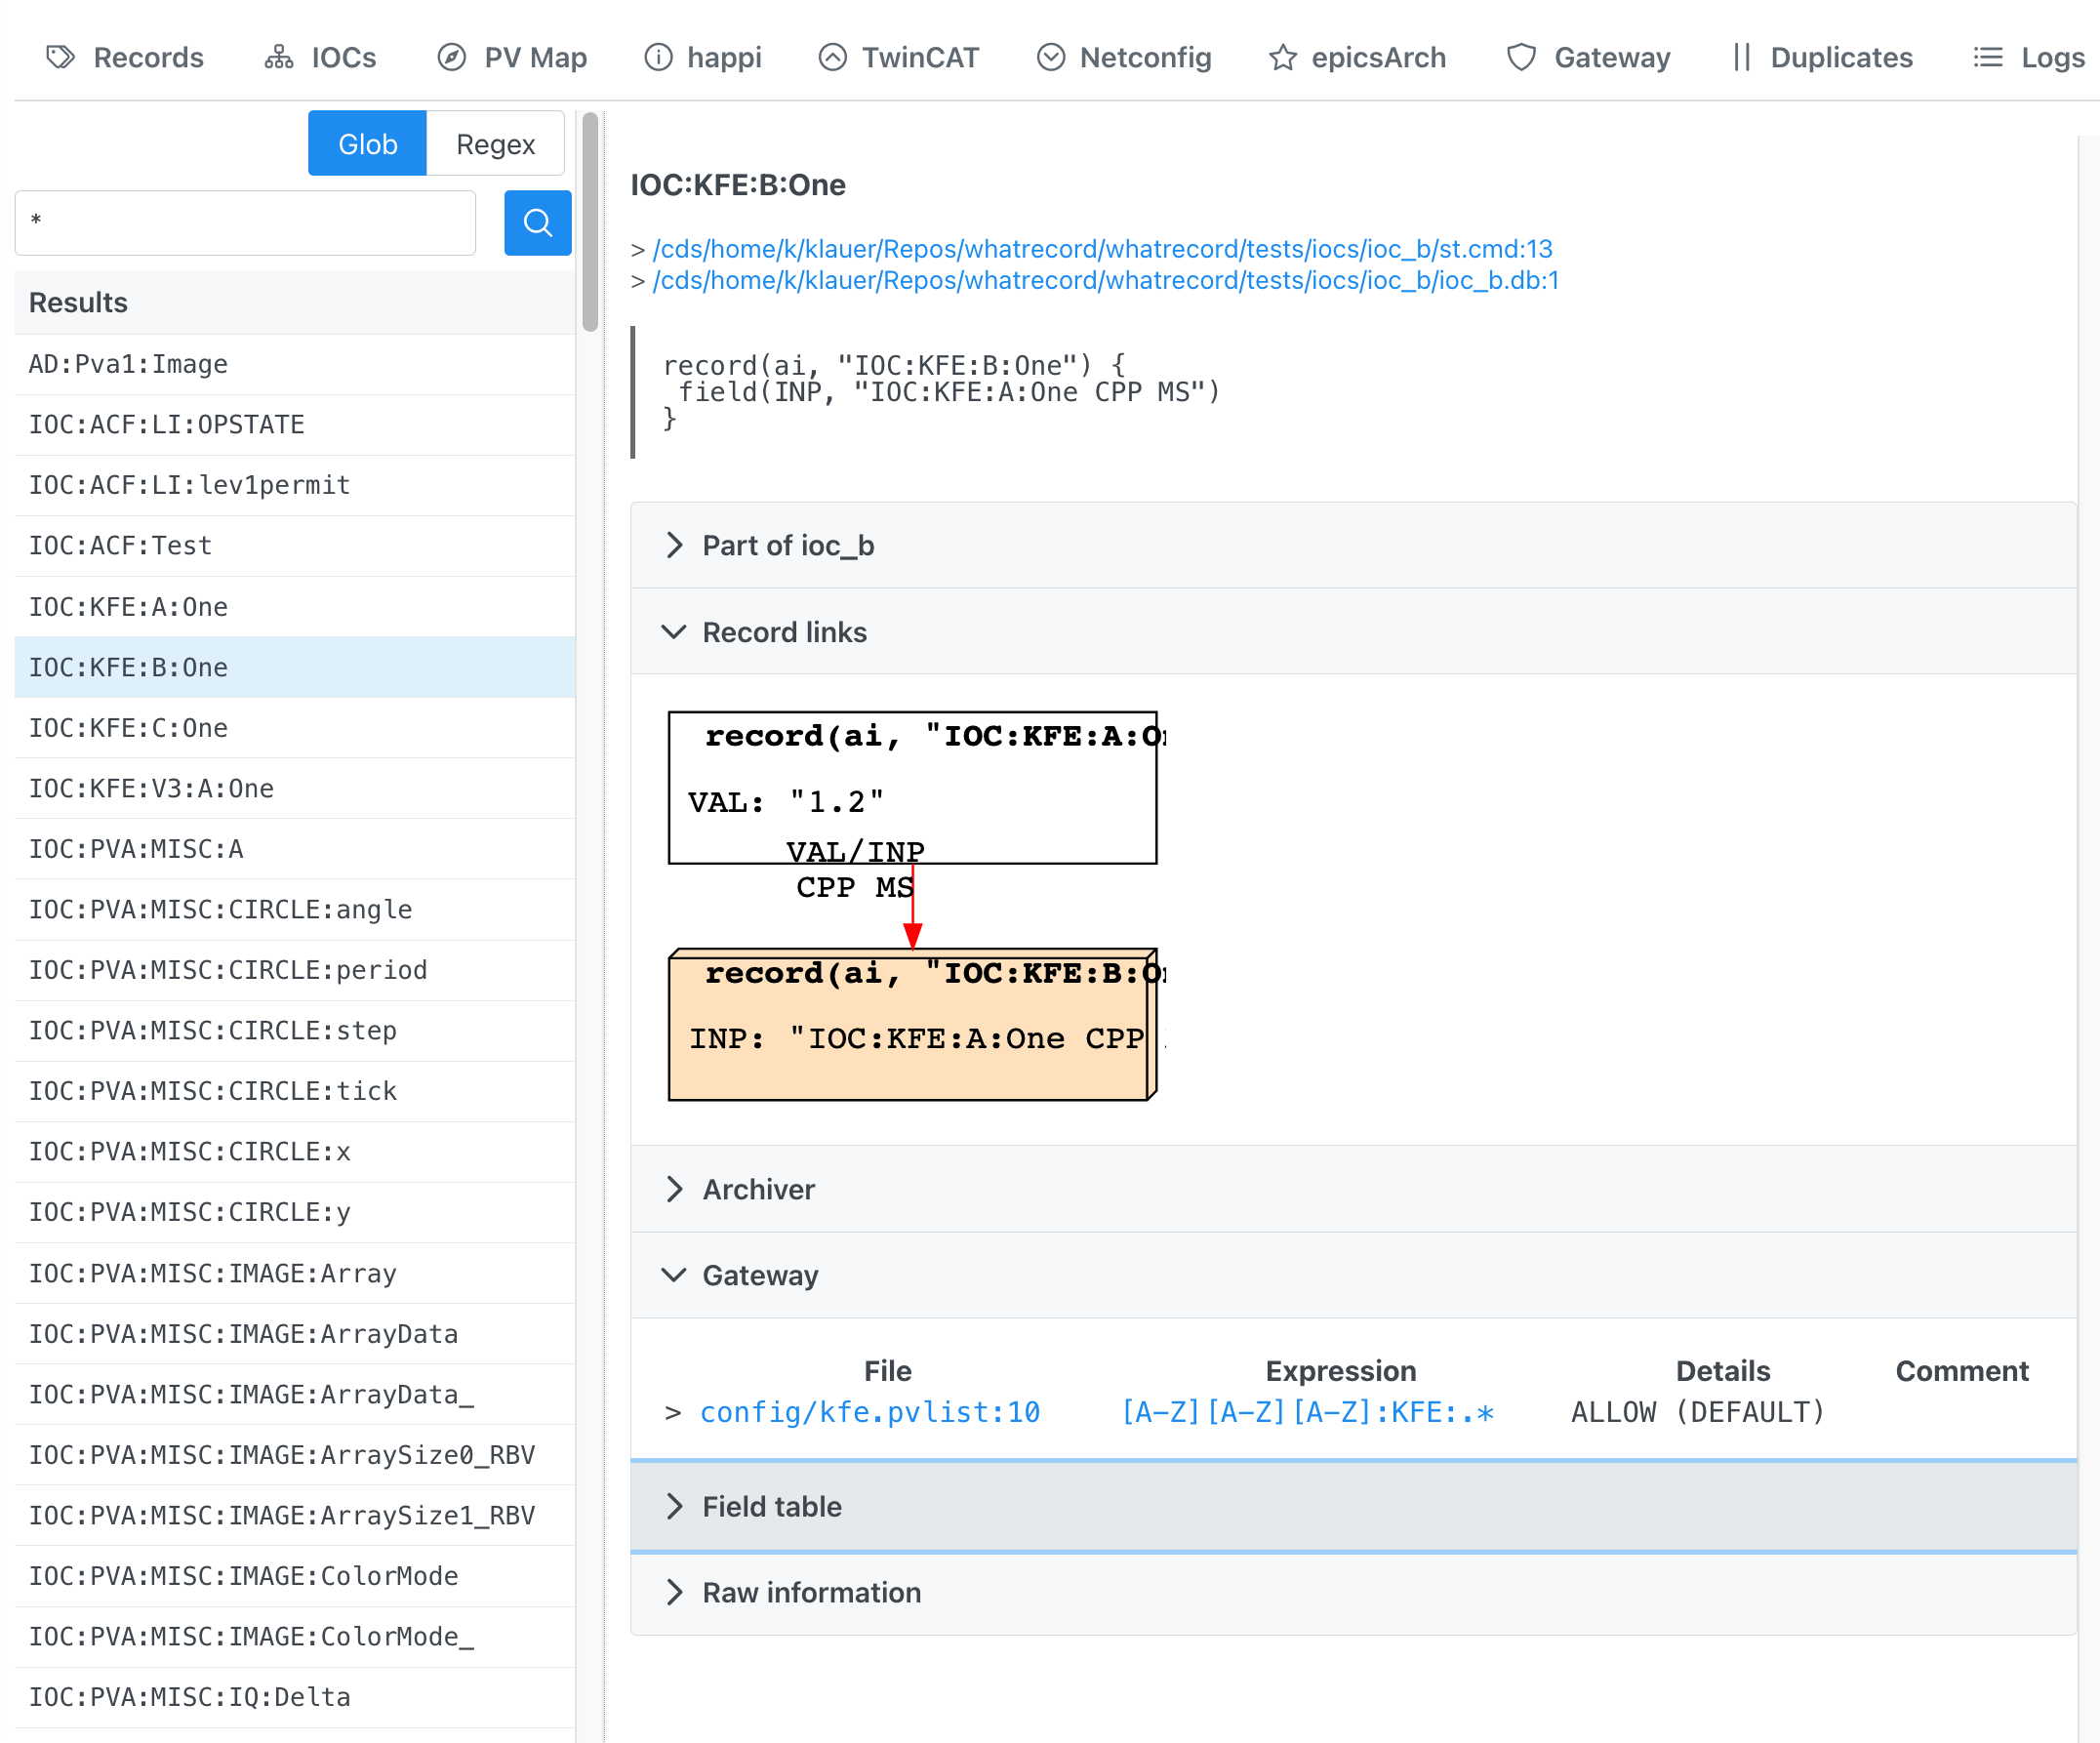 Records IOCs PV Map happi TwinCAT Netconfig epicsArch Gateway Duplicates Logs
Glob Regex
*
Results
AD:Pva1:Image
IOC:ACF:LI:OPSTATE
IOC:ACF:LI:lev1permit
IOC:ACF:Test
IOC:KFE:A:One
IOC:KFE:B:One
IOC:KFE:C:One
IOC:KFE:V3:A:One
IOC:PVA:MISC:A
IOC:PVA:MISC:CIRCLE:angle
IOC:PVA:MISC:CIRCLE:period
IOC:PVA:MISC:CIRCLE:step
IOC:PVA:MISC:CIRCLE:tick
IOC:PVA:MISC:CIRCLE:x
IOC:PVA:MISC:CIRCLE:y
IOC:PVA:MISC:IMAGE:Array
IOC:PVA:MISC:IMAGE:ArrayData
IOC:PVA:MISC:IMAGE:ArrayData_
IOC:PVA:MISC:IMAGE:ArraySize0_RBV
IOC:PVA:MISC:IMAGE:ArraySize1_RBV
IOC:PVA:MISC:IMAGE:ColorMode
IOC:PVA:MISC:IMAGE:ColorMode_
IOC:PVA:MISC:IQ:Delta
IOC:KFE:B:One
> /cds/home/k/klauer/Repos/whatrecord/whatrecord/tests/iocs/ioc_b/st.cmd:13
> /cds/home/k/klauer/Repos/whatrecord/whatrecord/tests/iocs/ioc_b/ioc_b.db:1
record(ai, "IOC:KFE:B:One") {
field(INP, "IOC:KFE:A:One CPP MS")
}
Part of ioc_b
Record links
record(ai, "IOC:KFE:A:O
VAL: "1.2"
VAL/INP
CPP MS
record(ai, "IOC:KFE:B:O
INP: "IOC:KFE:A:One CPP
Archiver
Gateway
File Expression Details Comment
> config/kfe.pvlist:10 [A-Z][A-Z][A-Z]:KFE:.* ALLOW (DEFAULT)
Field table
Raw information